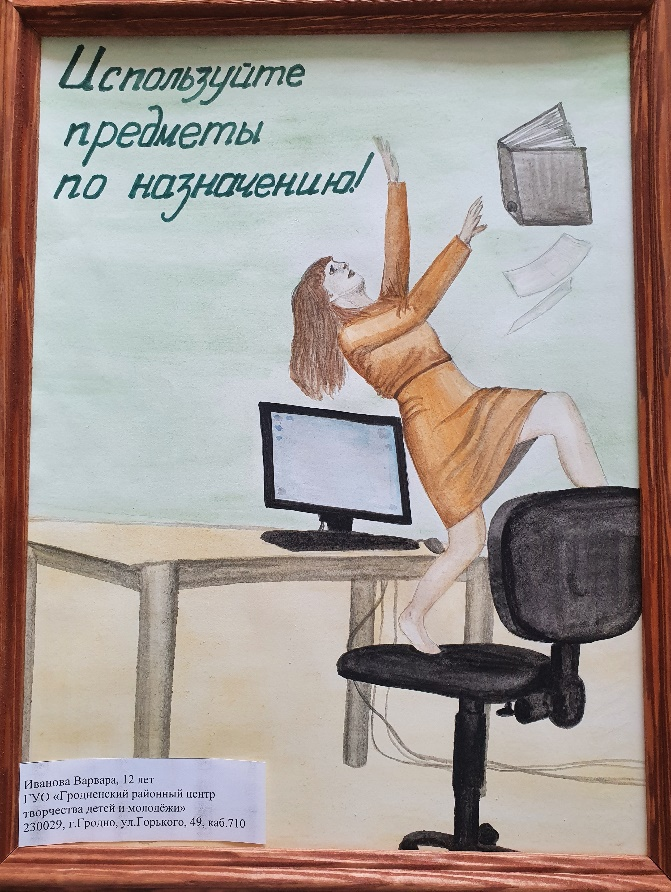 Используйте
предметы
по назначению!
Иванова Варвара, 12 лет
ГУО «Гродненский районный центр
творчества детей и молодёжи»
230029, г.Гродно, ул.Горького, 49, каб.710